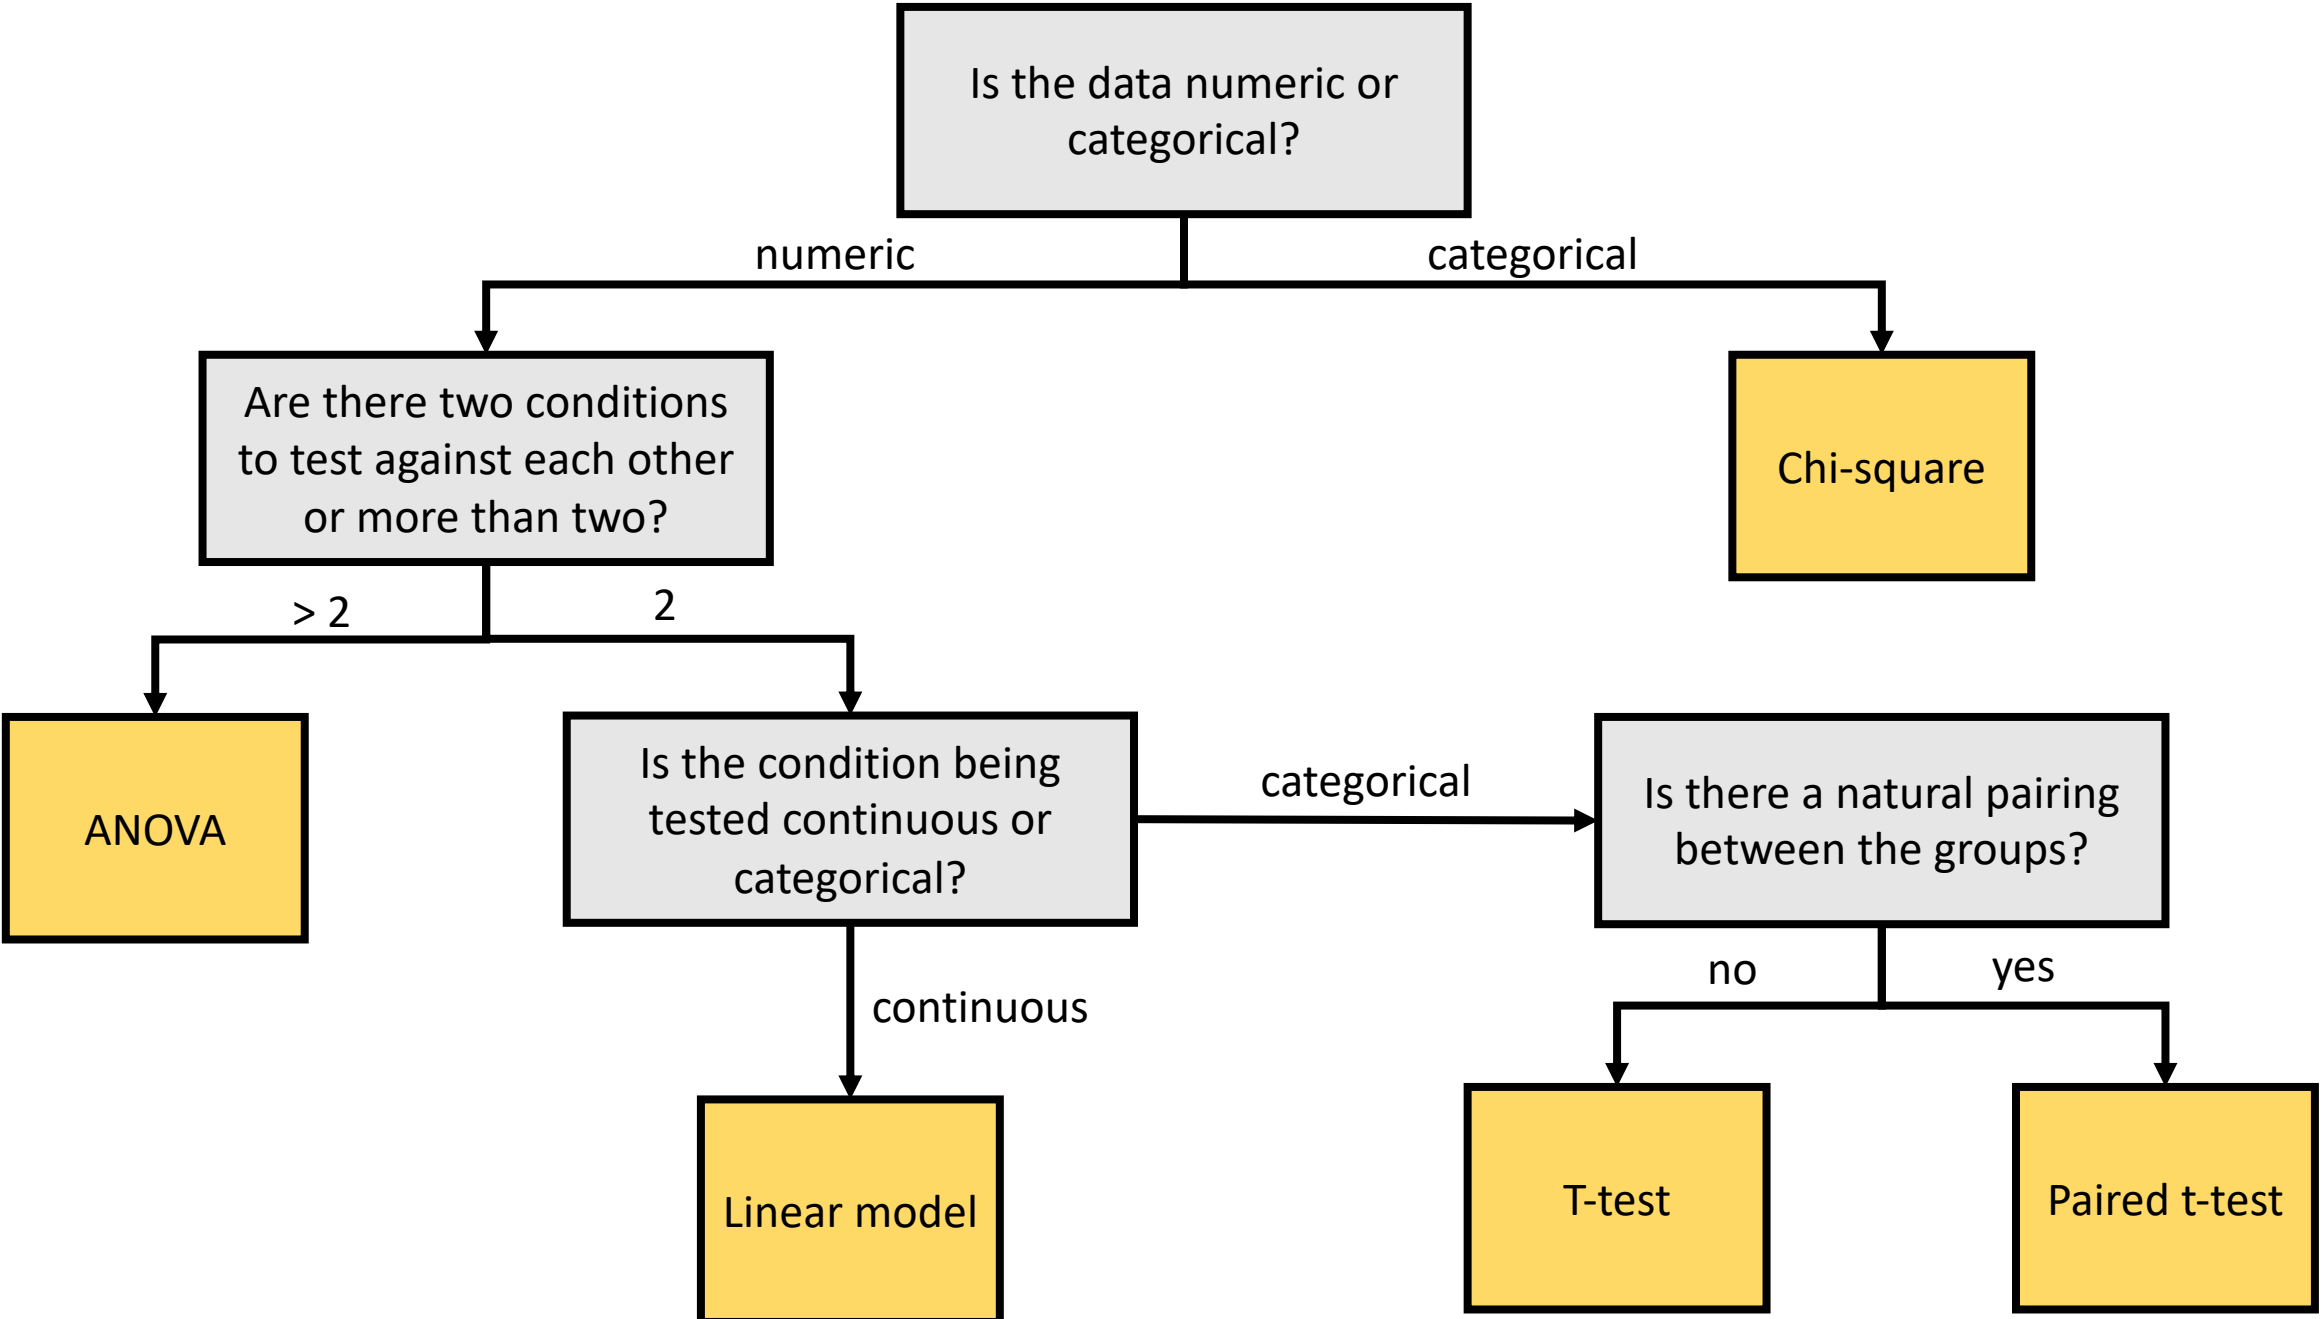 Is the data numeric or
categorical?
numeric
categorical
Are there two conditions
to test against each other
or more than two?
Chi-square
> 2
2
ANOVA
Is the condition being
tested continuous or
categorical?
categorical
Is there a natural pairing
between the groups?
continuous
no
yes
Linear model
T-test
Paired t-test